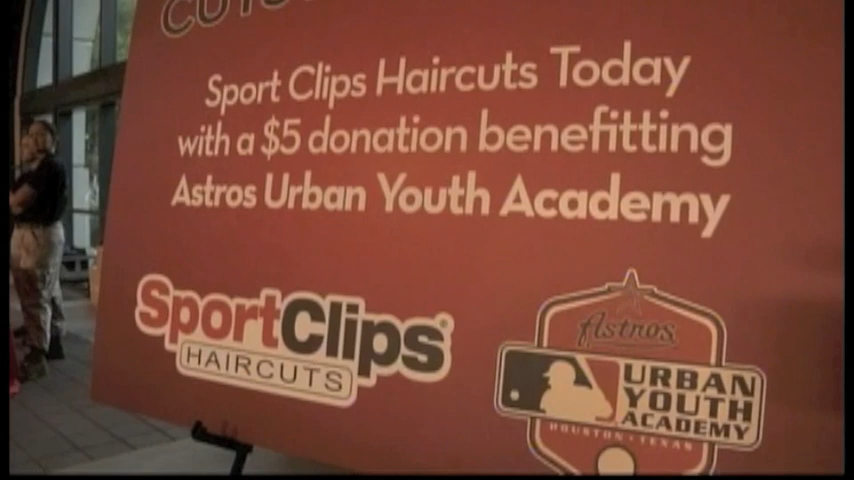 Sport Clips Haircuts Today
with a $5 donation benefitting
Astros Urban Youth Academy
SportClips®
HAIRCUTS
Astros
URBAN
YOUTH
ACADEMY
HOUSTON • TEXAS